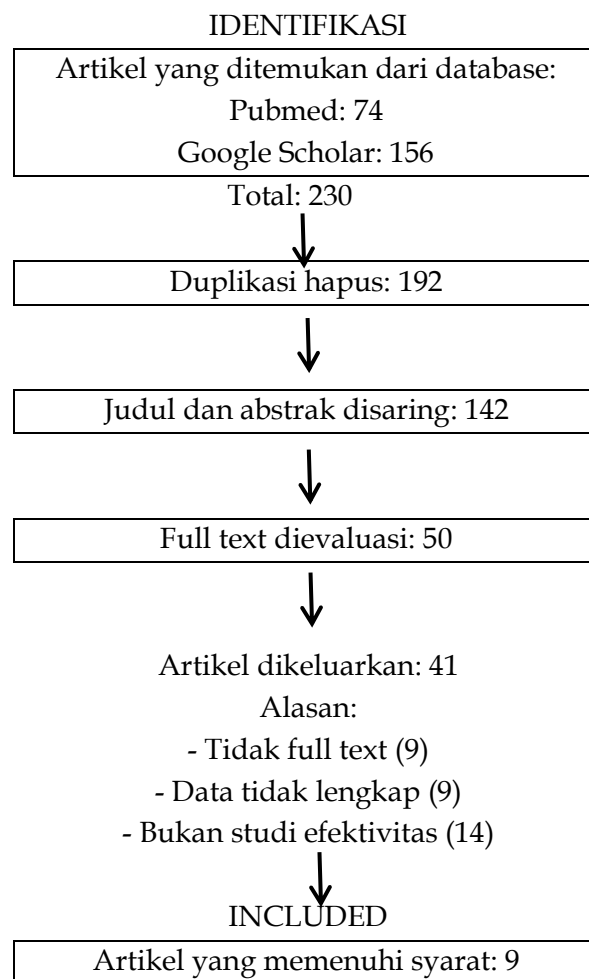 IDENTIFIKASI
Artikel yang ditemukan dari database:
Pubmed: 74
Google Scholar: 156
Total: 230
Duplikasi hapus: 192
Judul dan abstrak disaring: 142
Full text dievaluasi: 50
Artikel dikeluarkan: 41
Alasan:
- Tidak full text (9)
- Data tidak lengkap (9)
- Bukan studi efektivitas (14)
INCLUDED
Artikel yang memenuhi syarat: 9